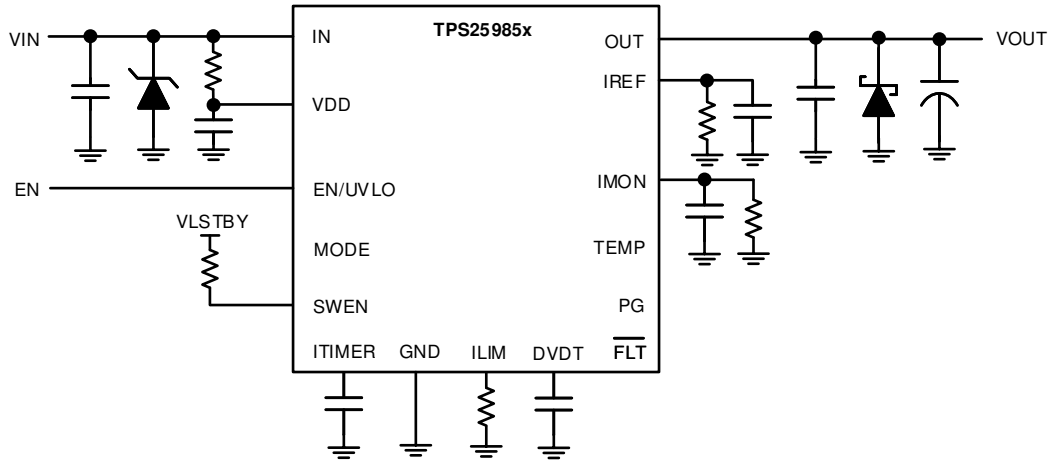 TPS25985x
VIN
IN
OUT
VOUT
IREF
VDD
EN
EN/UVLO
IMON
VLSTBY
MODE
TEMP
SWEN
PG
ITIMER
GND
ILIM
DVDT
FLT